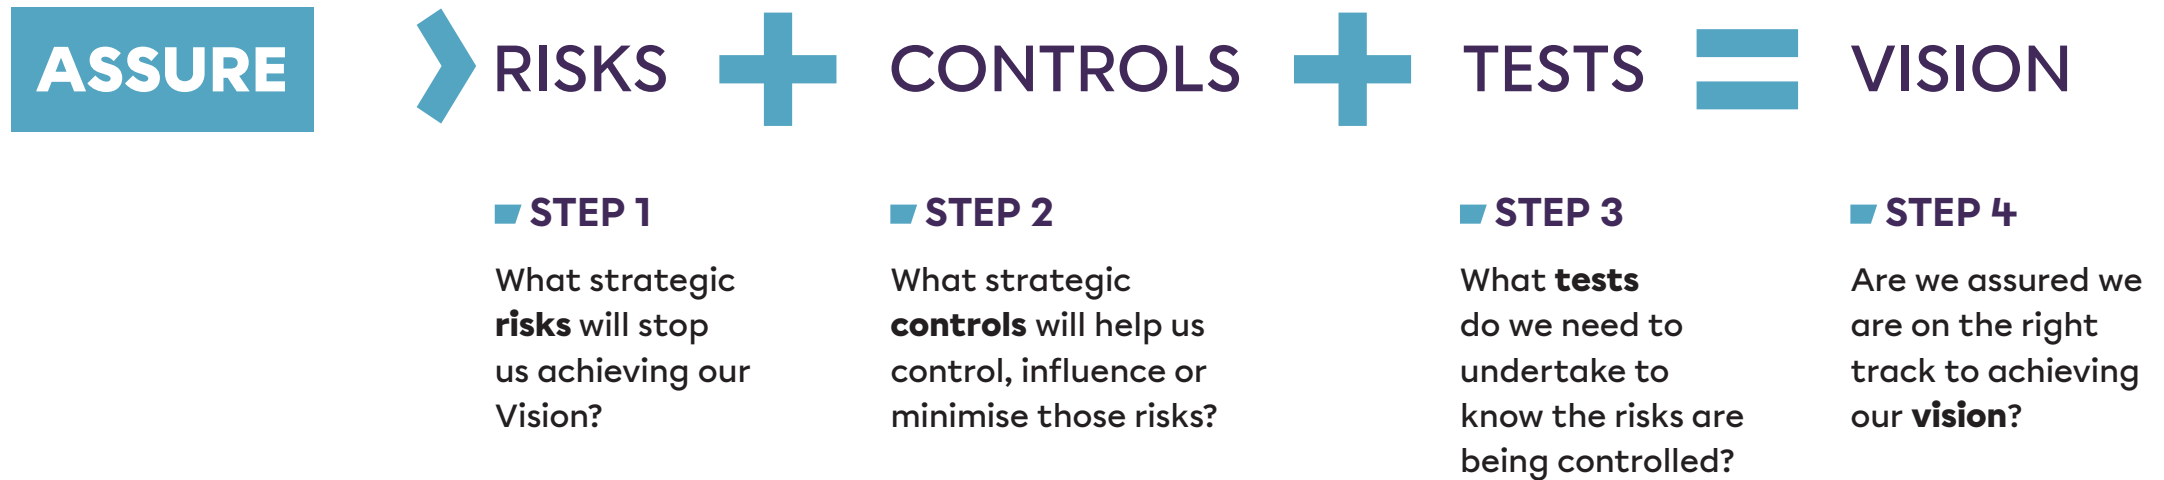 ASSURE
RISKS + CONTROLS + TESTS = VISION
STEP 1
What strategic
risks will stop
us achieving our
Vision?
STEP 2
What strategic
controls will help us
control, influence or
minimise those risks?
STEP 3
What tests
do we need to
undertake to
know the risks are
being controlled?
STEP 4
Are we assured we
are on the right
track to achieving
our vision?